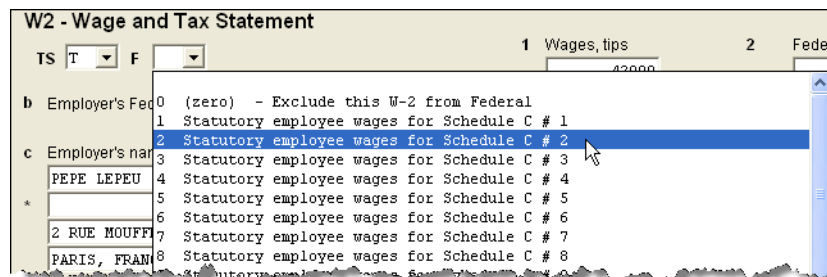 W2 - Wage and Tax Statement
TS T F
1 Wages, tips 2 Fede
b Employer's Fed
0 (zero) - Exclude this W-2 from Federal
1 Statutory employee wages for Schedule C # 1
2 Statutory employee wages for Schedule C # 2
c Employer's nar
3 Statutory employee wages for Schedule C # 3
PEPE LEPEU
4 Statutory employee wages for Schedule C # 4
5 Statutory employee wages for Schedule C # 5
*
6 Statutory employee wages for Schedule C # 6
2 RUE MOUFFT
7 Statutory employee wages for Schedule C # 7
PARIS, FRAN
8 Statutory employee wages for Schedule C # 8